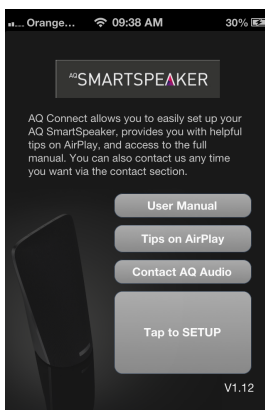 Orange... 09:38 AM 30%
AQSMARTSPEAKER
AQ Connect allows you to easily set up your
AQ SmartSpeaker, provides you with helpful
tips on AirPlay, and access to the full
manual. You can also contact us any time
you want via the contact section.
User Manual
Tips on AirPlay
Contact AQ Audio
Tap to SETUP
V1.12